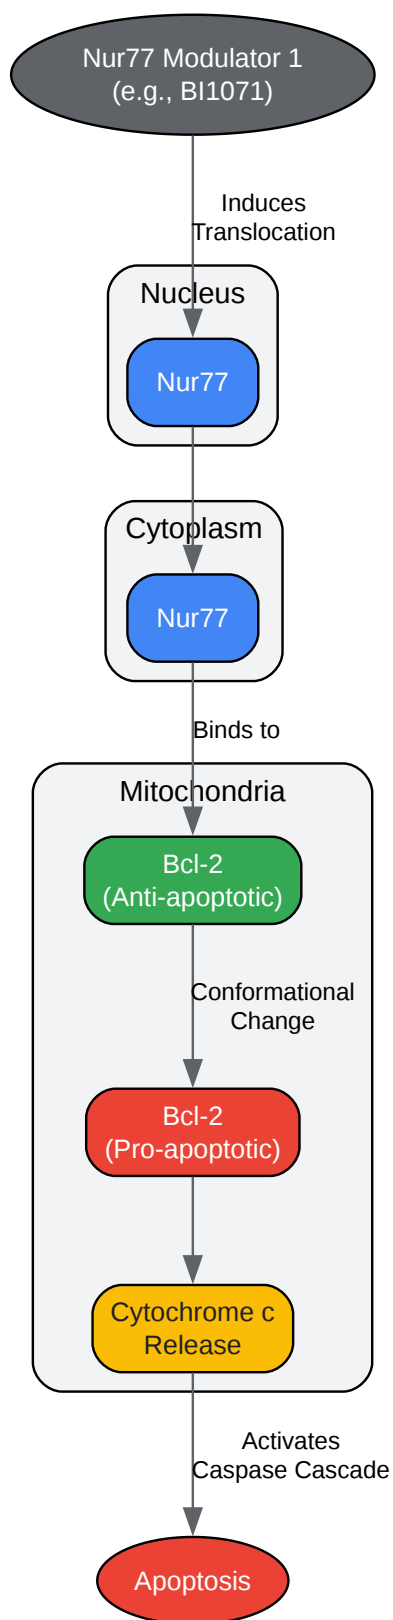 Nur77 Modulator 1
(e.g., BI1071)
Induces
Translocation
Nucleus
Nur77
Cytoplasm
Nur77
Binds to
Mitochondria
Bcl-2
(Anti-apoptotic)
Conformational
Change
Bcl-2
(Pro-apoptotic)
Cytochrome c
Release
Activates
Caspase Cascade
Apoptosis